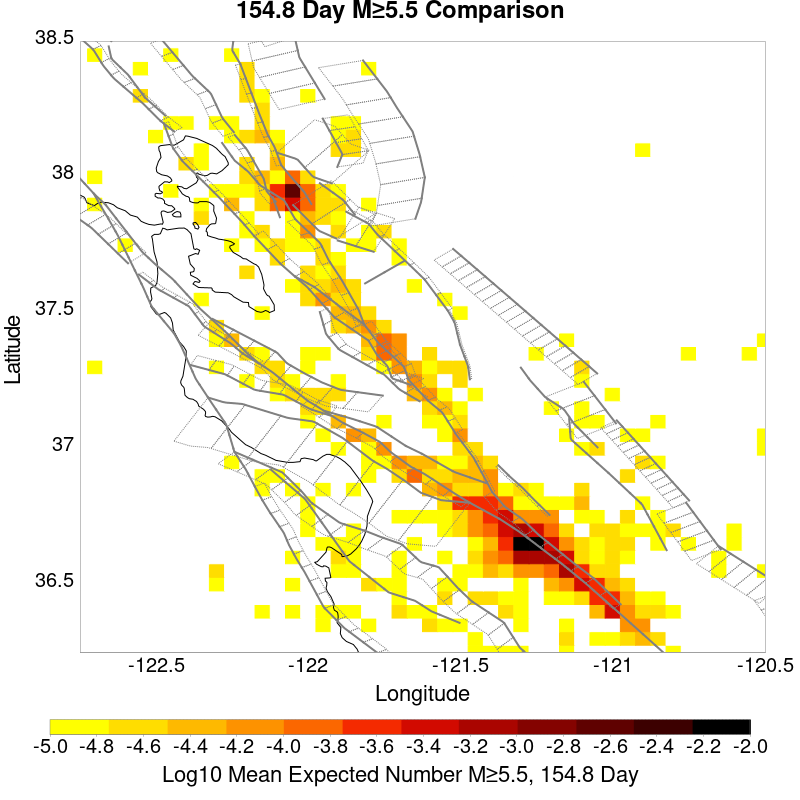 154.8 Day M≥5.5 Comparison
38.5
38
37.5
37
36.5
Latitude
-122.5 -122 -121.5 -121 -120.5
Longitude
-5.0 -4.8 -4.6 -4.4 -4.2 -4.0 -3.8 -3.6 -3.4 -3.2 -3.0 -2.8 -2.6 -2.4 -2.2 -2.0
Log10 Mean Expected Number M≥5.5, 154.8 Day